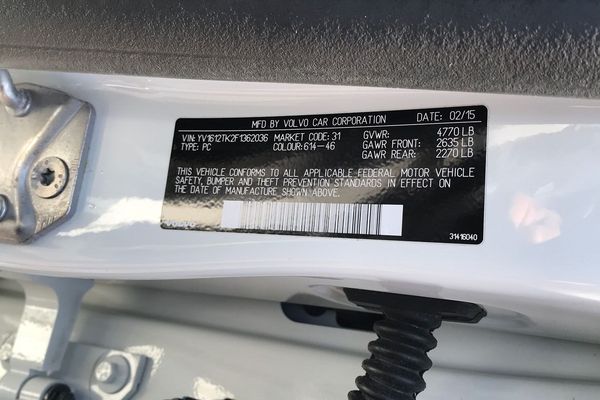 MFD BY VOLVO CAR CORPORATION DATE: 02/15
VIN: YV1612TK2F1362036 MARKET CODE: 31 GVWR: 4770 LB
TYPE: PC COLOUR: 614-46 GAWR FRONT: 2635 LB
GAWR REAR: 2270 LB
THIS VEHICLE CONFORMS TO ALL APPLICABLE FEDERAL MOTOR VEHICLE
SAFETY, BUMPER AND THEFT PREVENTION STANDARDS IN EFFECT ON
THE DATE OF MANUFACTURE SHOWN ABOVE.
31416040